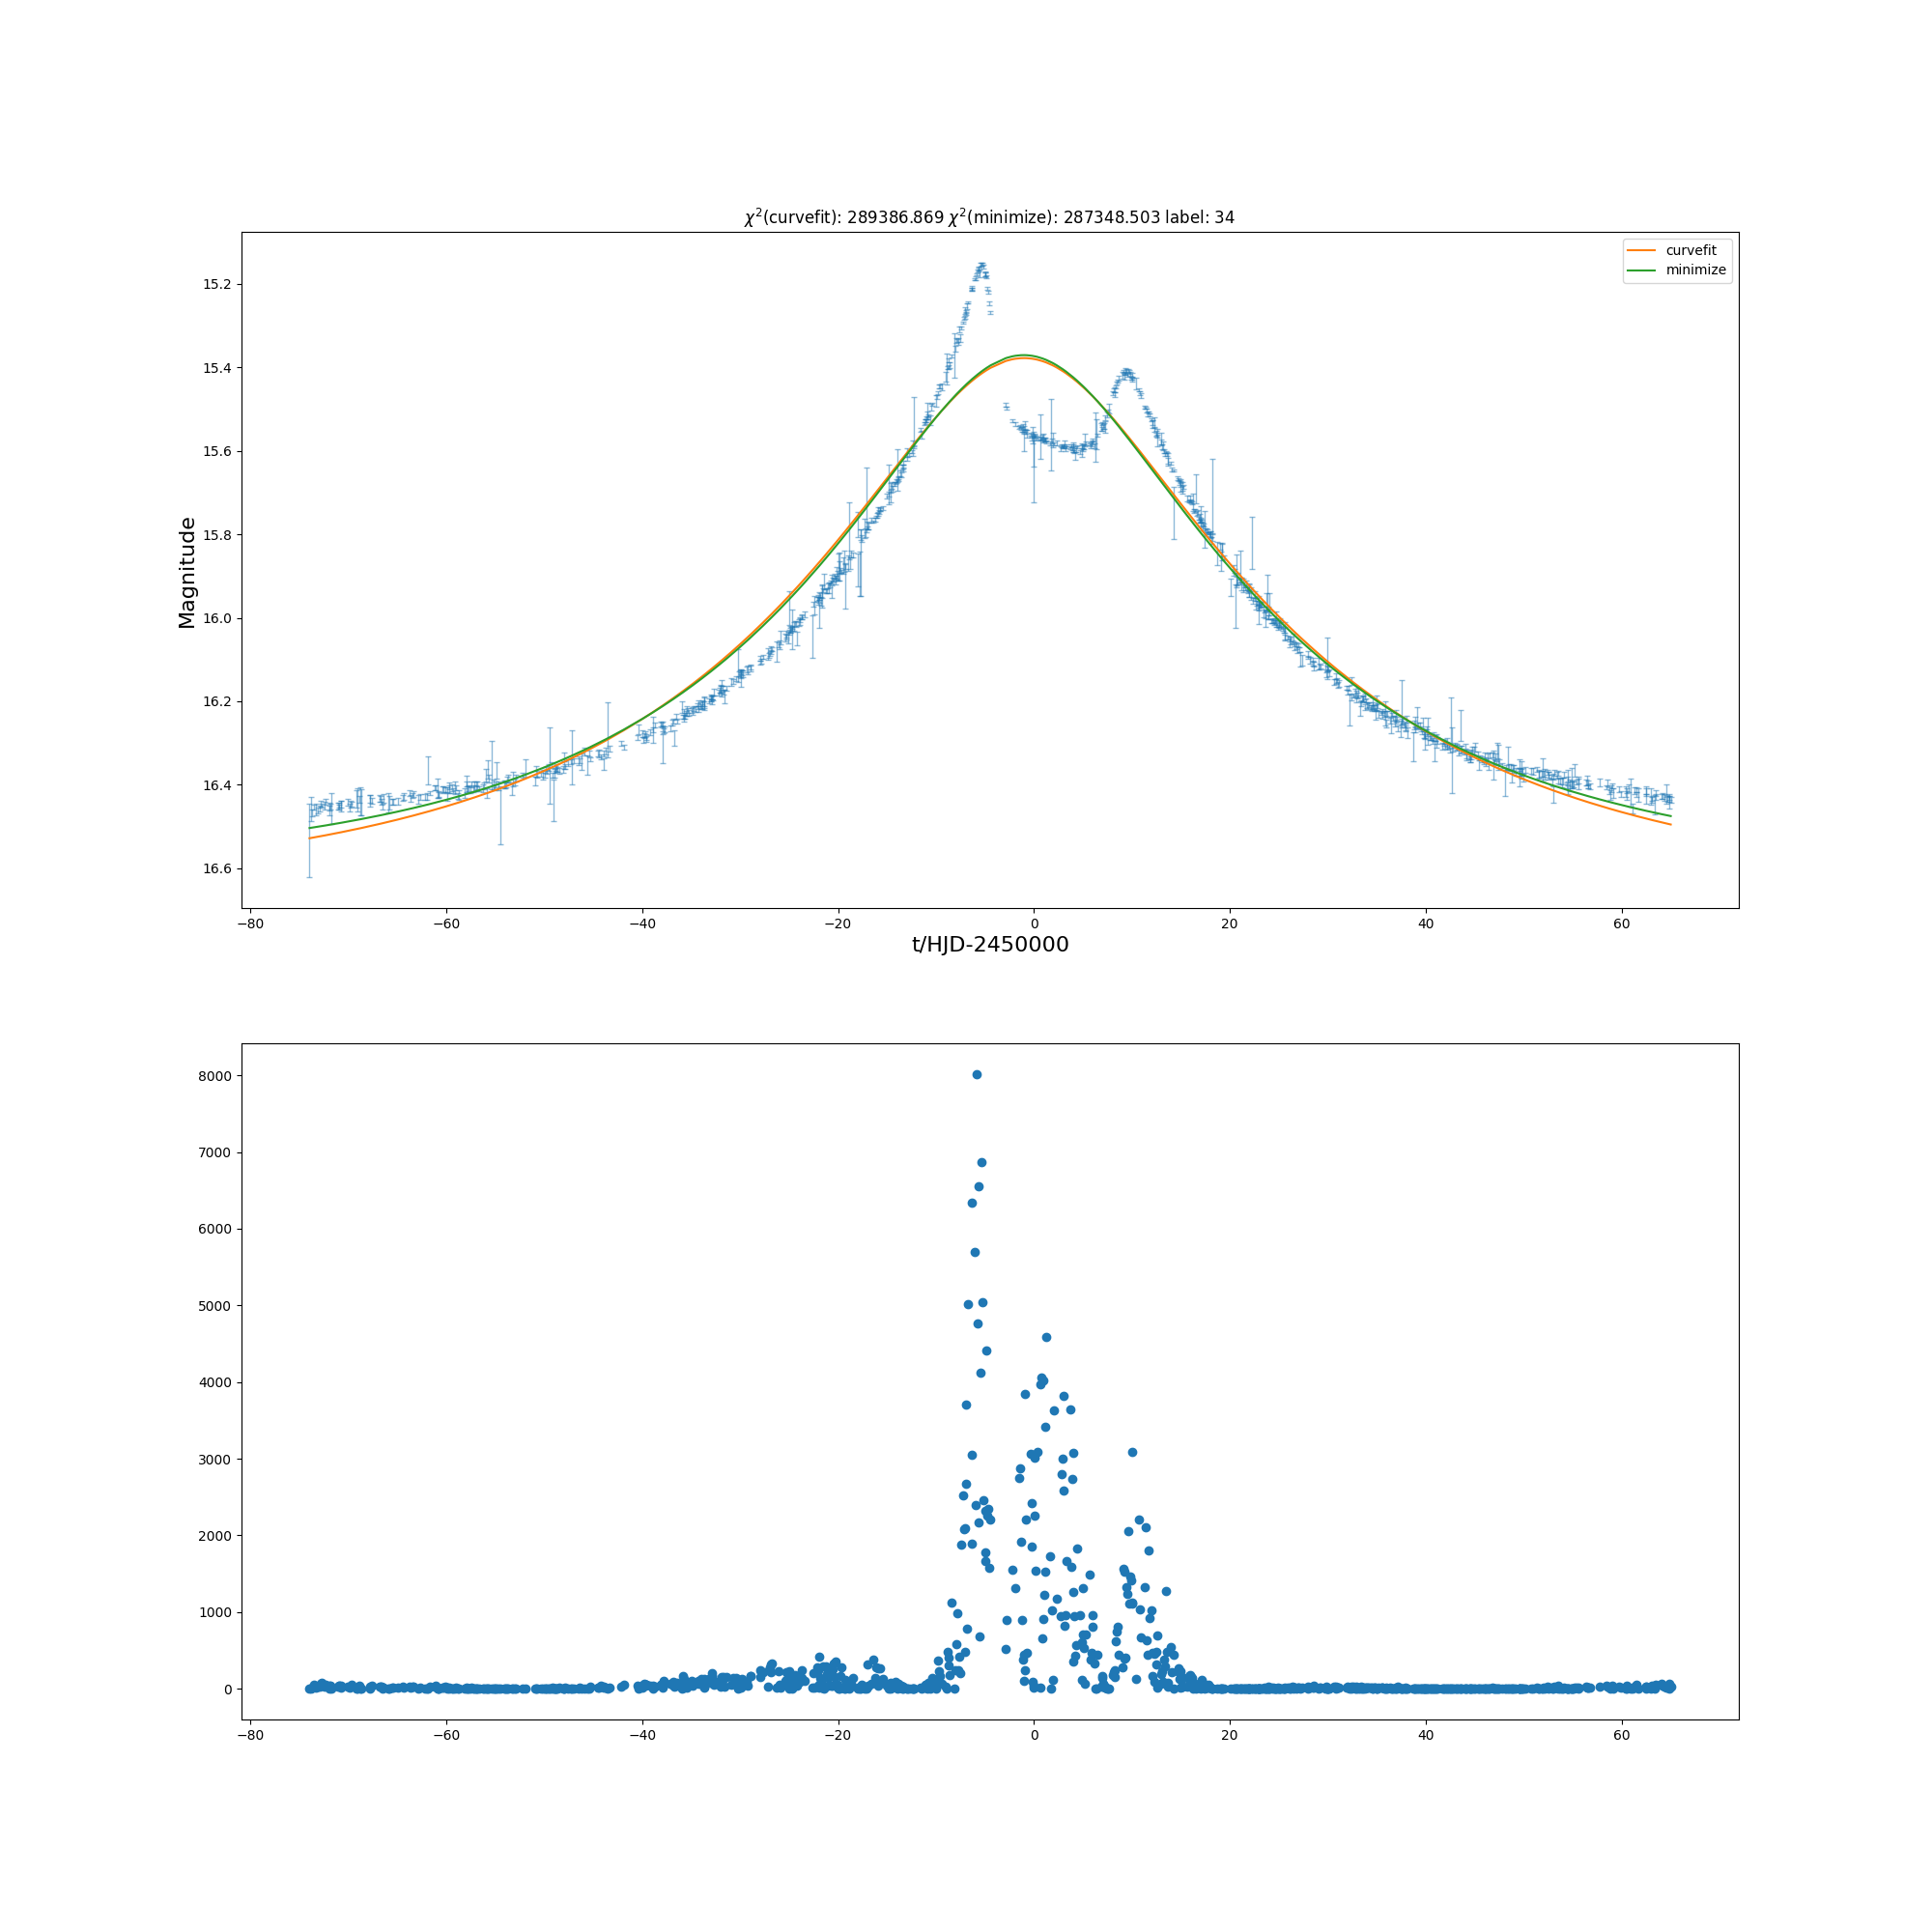 χ²(curvefit): 289386.869 χ²(minimize): 287348.503 label: 34
curvefit
minimize
Magnitude
15.2
15.4
15.6
15.8
16.0
16.2
16.4
16.6
−80 −60 −40 −20 0 20 40 60
t/HJD-2450000
8000
7000
6000
5000
4000
3000
2000
1000
0
−80 −60 −40 −20 0 20 40 60